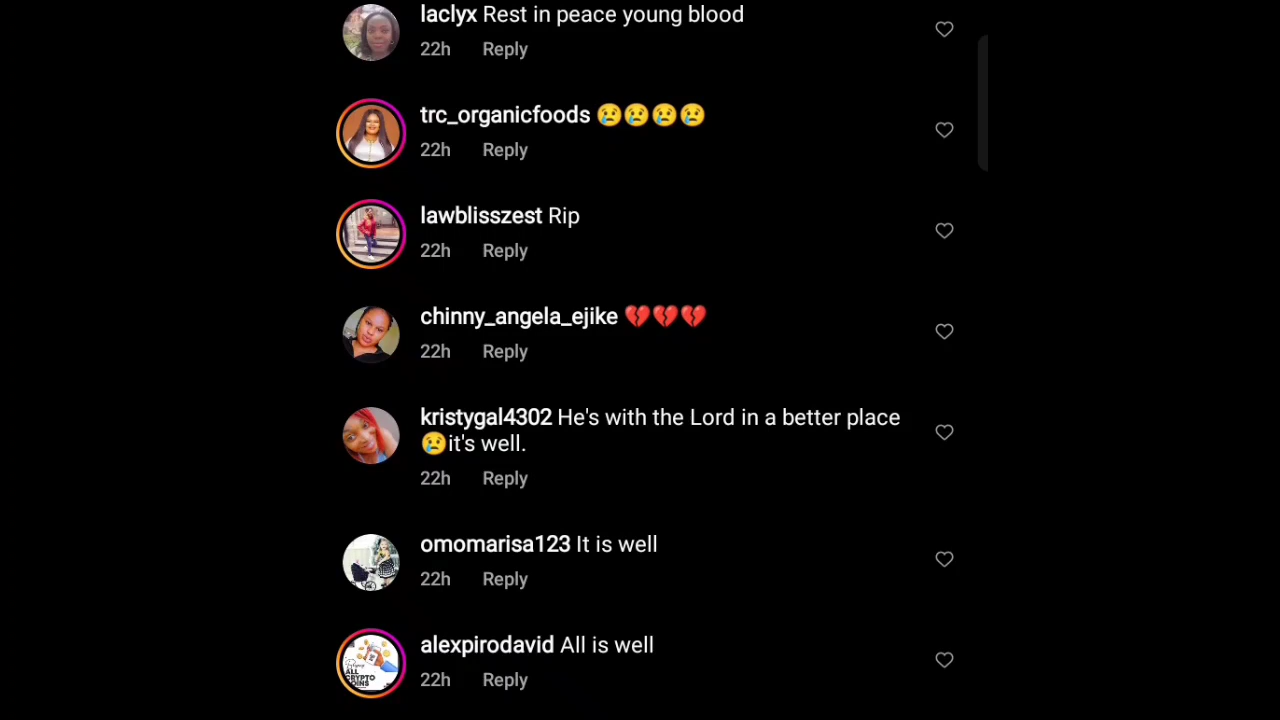 laclyx Rest in peace young blood
22h Reply
trc_organicfoods 😢😢😢😢
22h Reply
lawblisszest Rip
22h Reply
chinny_angela_ejike 💔💔💔
22h Reply
kristygal4302 He's with the Lord in a better place
😢it's well.
22h Reply
omomarisa123 It is well
22h Reply
alexpirodavid All is well
ALL
CRYPTO
22h Reply